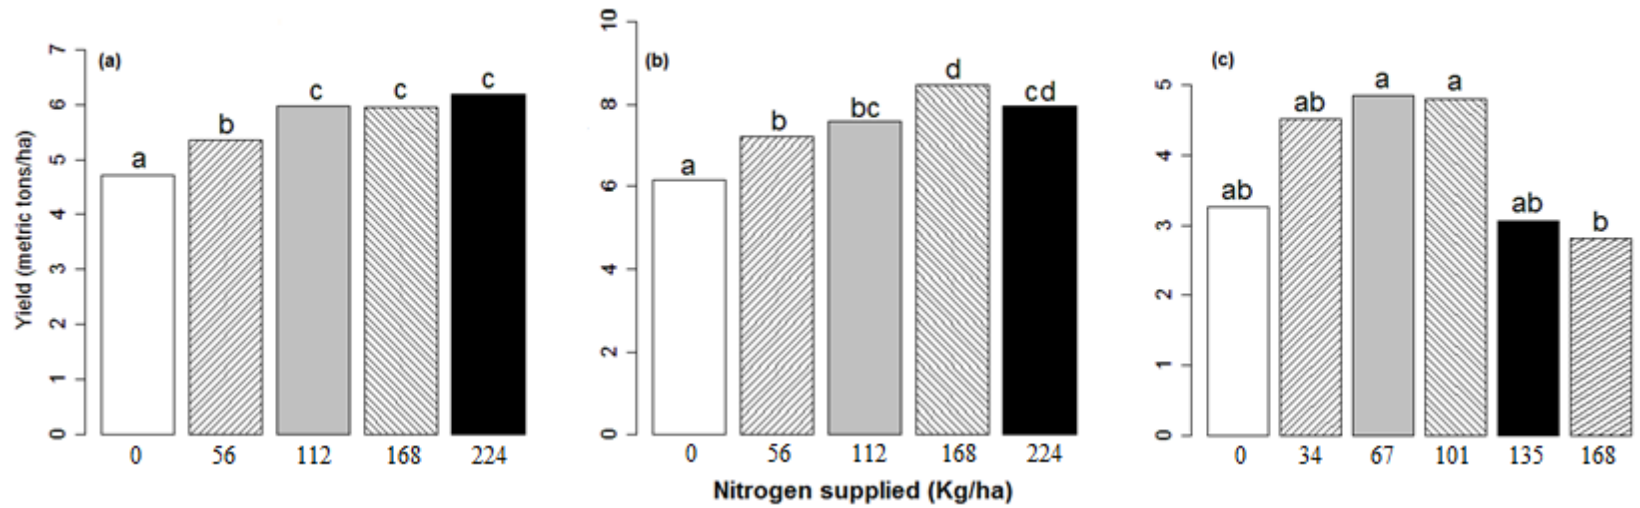 Yield (metric tons/ha)
(a)
7
6
5
4
3
2
1
0
a
b
c
c
c
0 56 112 168 224
(b)
10
8
6
4
2
0
a
b
bc
d
cd
0 56 112 168 224
(c)
5
4
3
2
1
0
ab
ab
a
a
ab
b
0 34 67 101 135 168
Nitrogen supplied (Kg/ha)